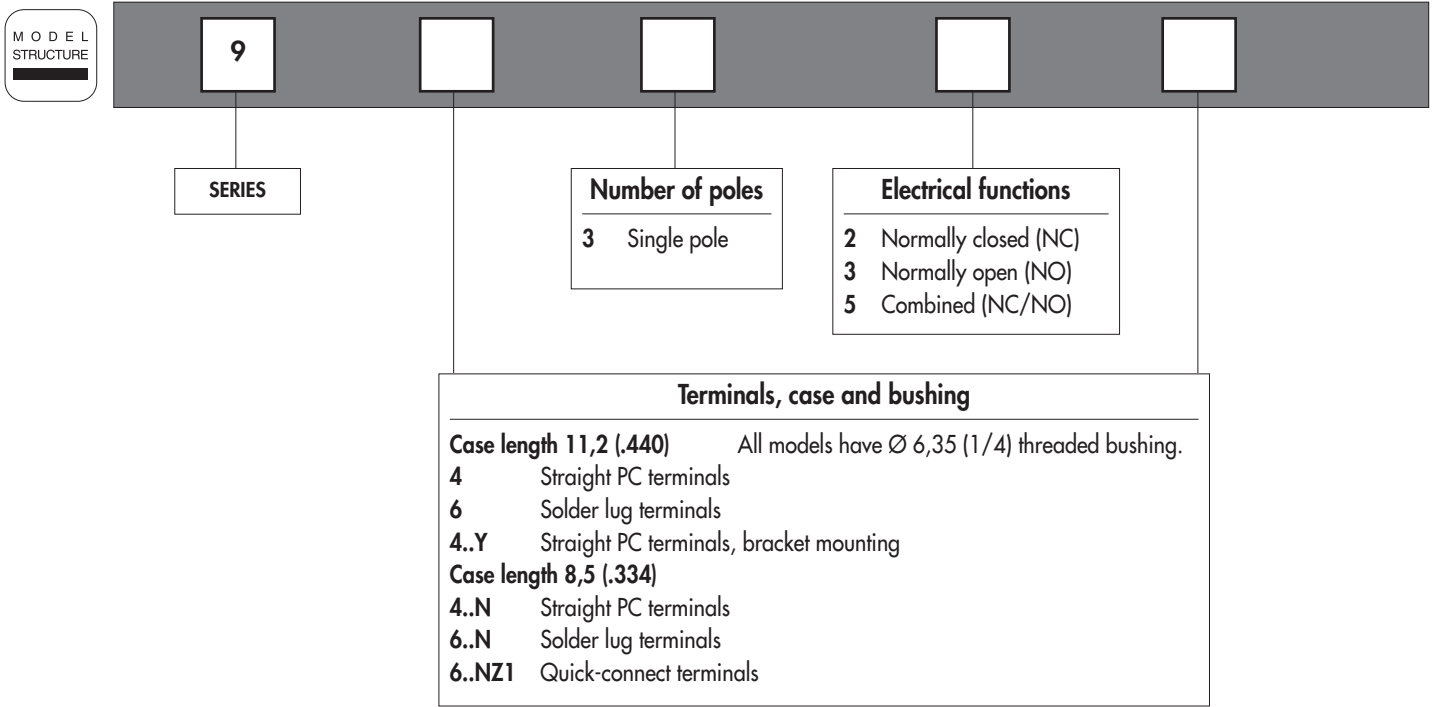 MODEL
STRUCTURE
9
SERIES
Number of poles
3 Single pole
Electrical functions
2 Normally closed (NC)
3 Normally open (NO)
5 Combined (NC/NO)
Terminals, case and bushing
Case length 11,2 (.440) All models have Ø 6,35 (1/4) threaded bushing.
4 Straight PC terminals
6 Solder lug terminals
4..Y Straight PC terminals, bracket mounting
Case length 8,5 (.334)
4..N Straight PC terminals
6..N Solder lug terminals
6..NZ1 Quick-connect terminals